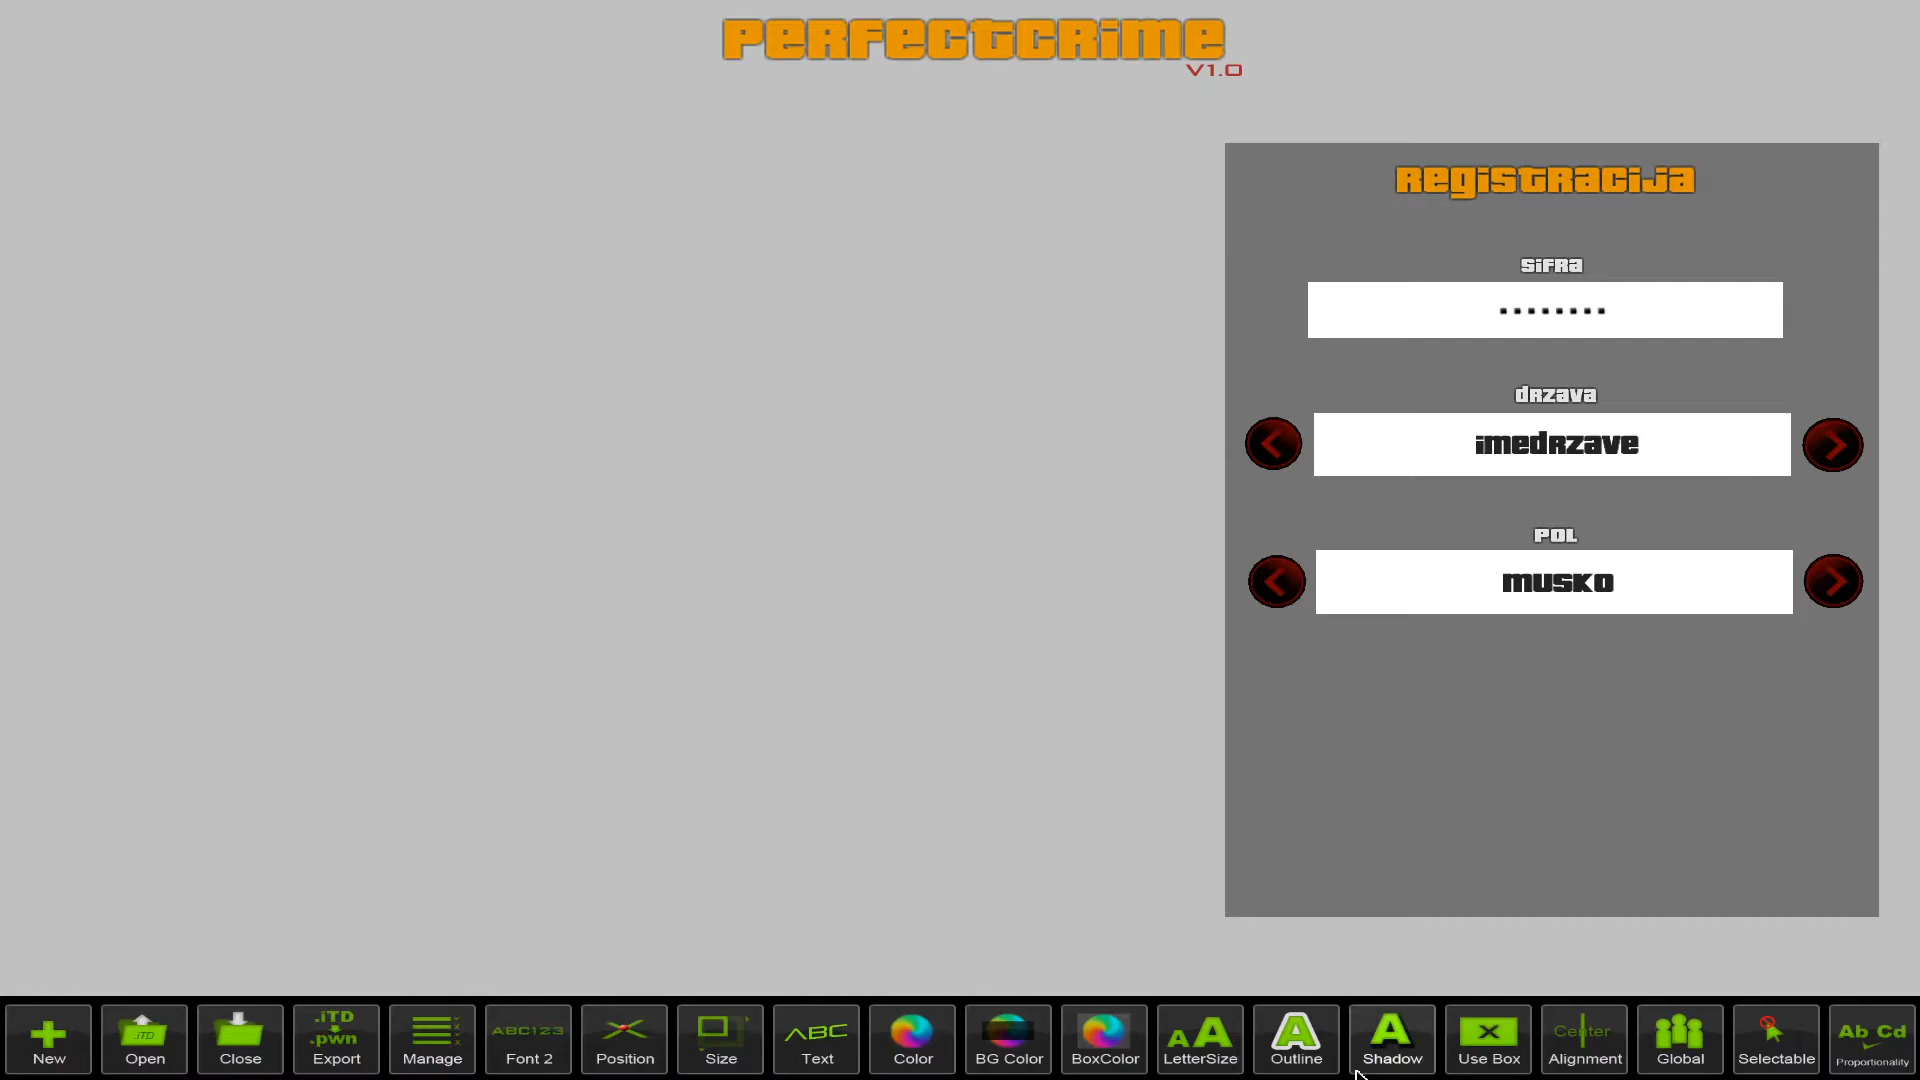 PERFECTCRIME
V1.0
REGISTRACIJA
SIFRA
........
DRZAVA
IMEDRZAVE
POL
MUSKO
.iTD
.pwn
.iTD
ABC123
ABC
AA
A
A
X
Center
Ab Cd
New
Open
Close
Export
Manage
Font 2
Position
Size
Text
Color
BG Color
BoxColor
LetterSize
Outline
Shadow
Use Box
Alignment
Global
Selectable
Proportionality